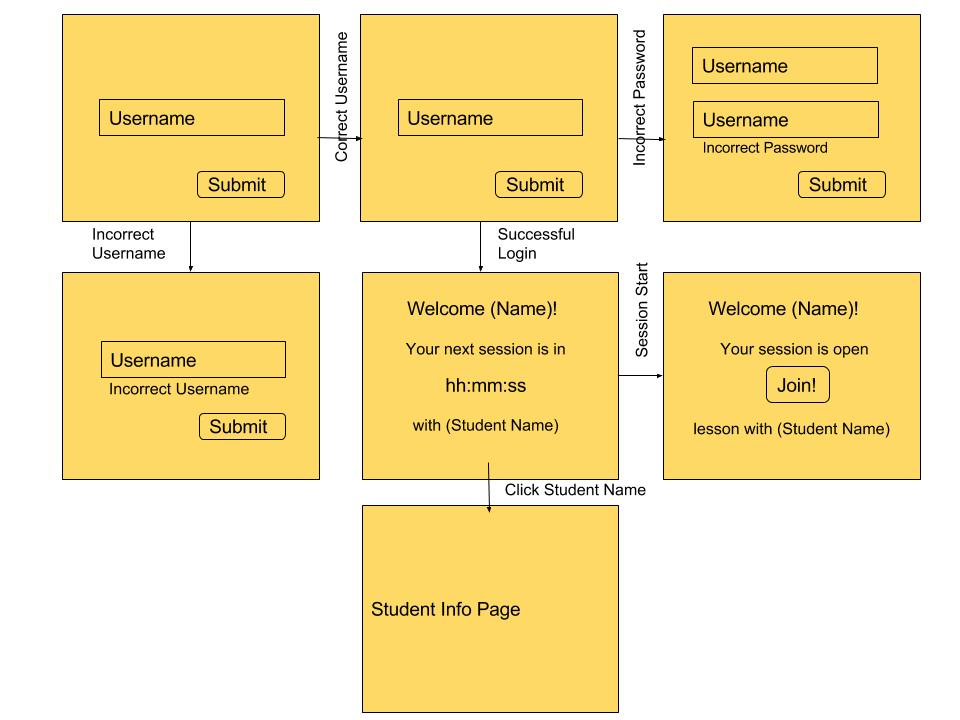 Username
Submit
Correct Username
Username
Submit
Incorrect Password
Username
Username
Incorrect Password
Submit
Incorrect
Username
Successful
Login
Username
Incorrect Username
Submit
Welcome (Name)!
Your next session is in
hh:mm:ss
with (Student Name)
Session Start
Welcome (Name)!
Your session is open
Join!
lesson with (Student Name)
Click Student Name
Student Info Page